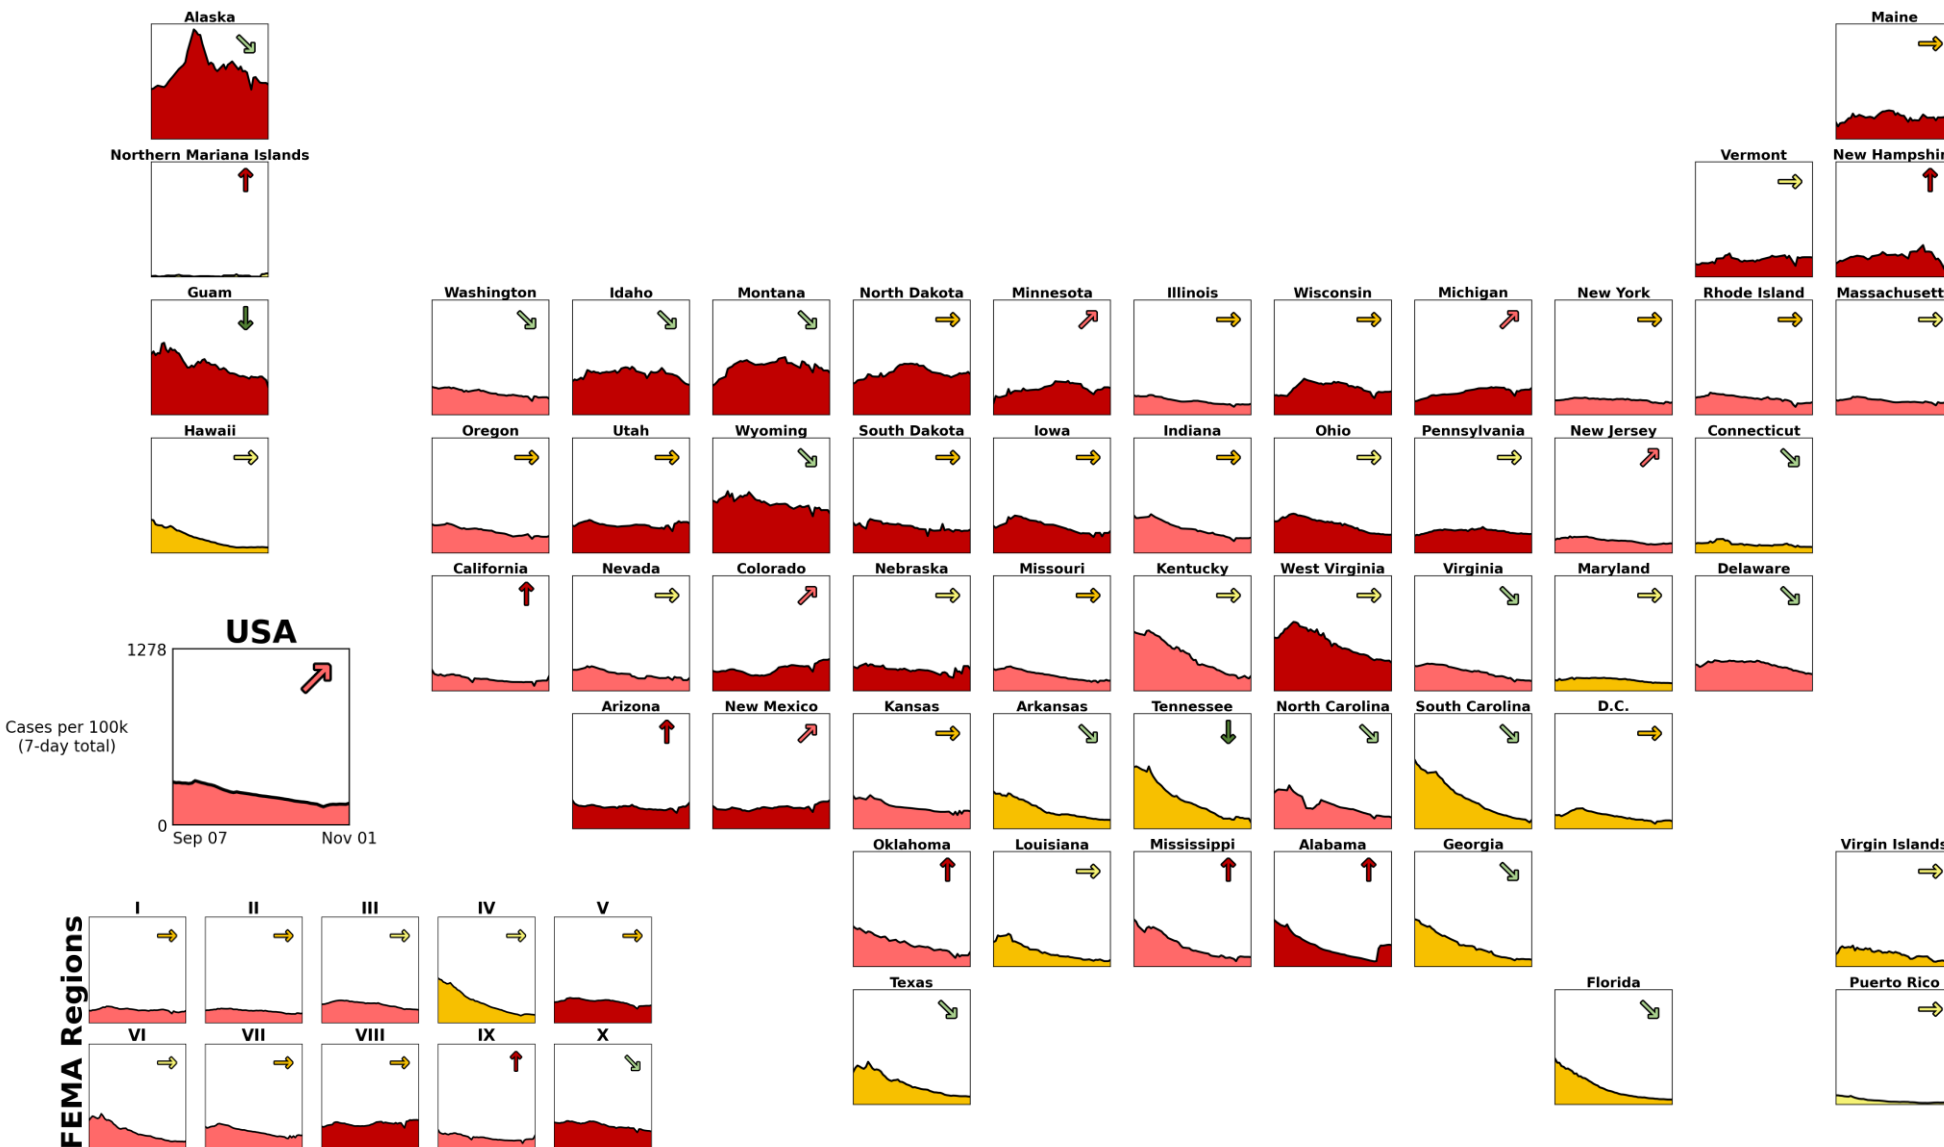 Alaska
Maine
Northern Mariana Islands
Vermont
New Hampshir
Guam
Washington
Idaho
Montana
North Dakota
Minnesota
Illinois
Wisconsin
Michigan
New York
Rhode Island
Massachusett
Hawaii
Oregon
Utah
Wyoming
South Dakota
Iowa
Indiana
Ohio
Pennsylvania
New Jersey
Connecticut
California
Nevada
Colorado
Nebraska
Missouri
Kentucky
West Virginia
Virginia
Maryland
Delaware
USA
1278
Cases per 100k
(7-day total)
0
Sep 07
Nov 01
Arizona
New Mexico
Kansas
Arkansas
Tennessee
North Carolina
South Carolina
D.C.
Oklahoma
Louisiana
Mississippi
Alabama
Georgia
Virgin Islands
Texas
Florida
Puerto Rico
FEMA Regions
I
II
III
IV
V
VI
VII
VIII
IX
X